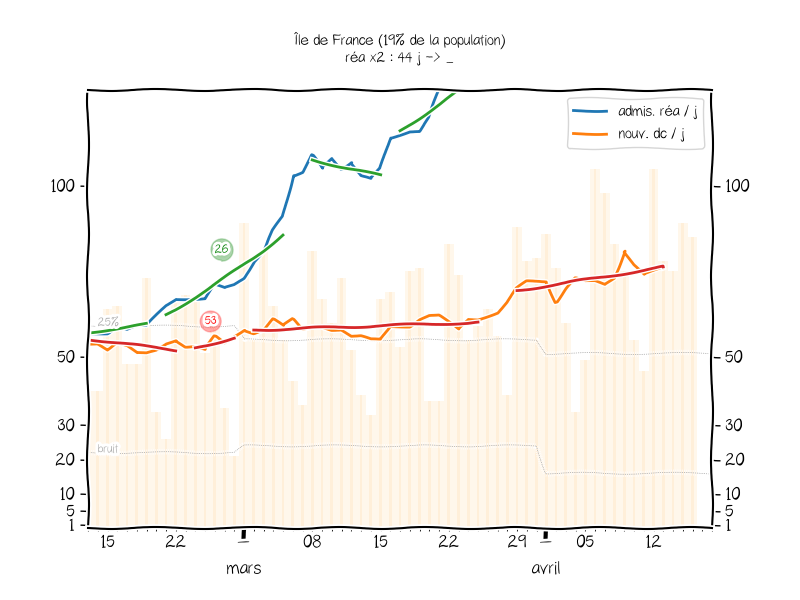 Île de France (19% de la population)
réa x2 : 44 j -> _
admis. réa / j
nouv. dc / j
100
100
26
53
25%
50
50
30
30
bruit
20
20
10
10
5
5
1
1
15 22 08 15 22 29 05 12
mars avril